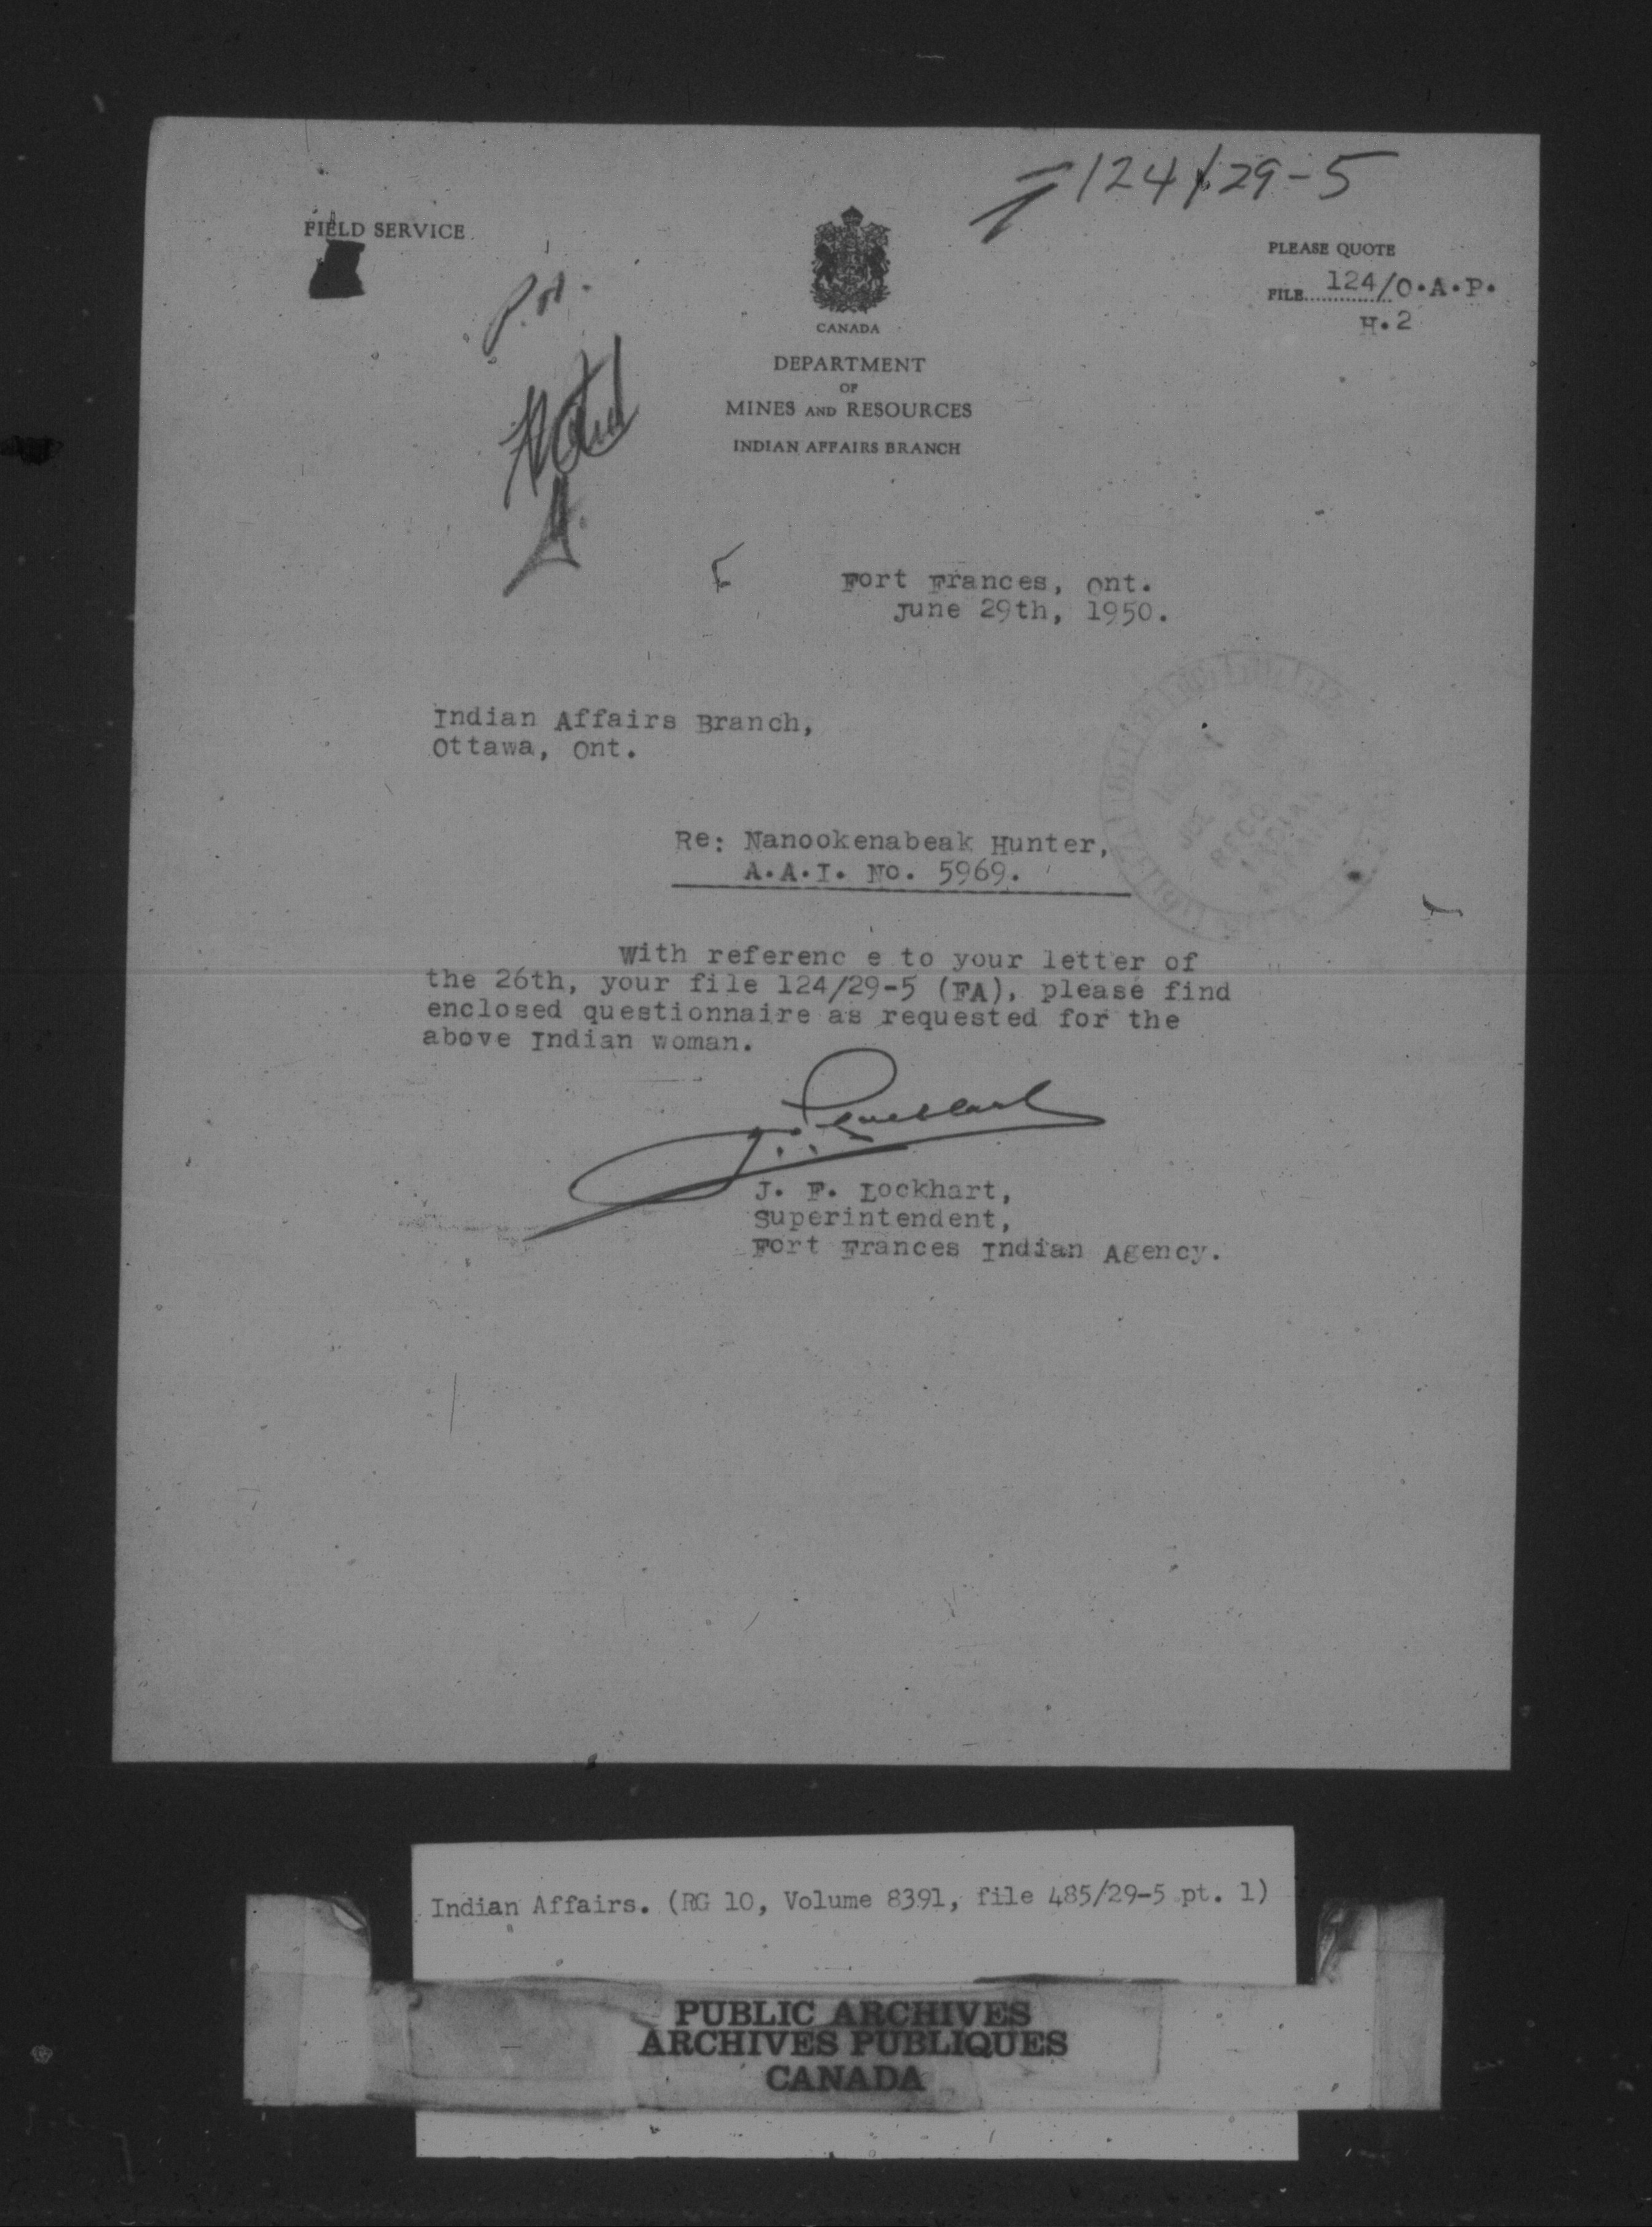 124/29-5
FIELD SERVICE
PLEASE QUOTE
FILE 124/O.A.P.
H.2
CANADA
DEPARTMENT
OF
MINES AND RESOURCES
INDIAN AFFAIRS BRANCH
Noted
Fort Frances, Ont.
June 29th, 1950.
Indian Affairs Branch,
Ottawa, Ont.
Re: Nanookenabeak Hunter,
A.A.I. No. 5969.
With referenc e to your letter of
the 26th, your file 124/29-5 (FA), please find
enclosed questionnaire as requested for the
above Indian woman.
J. F. Lockhart,
Superintendent,
Fort Frances Indian Agency.
Indian Affairs. (RG 10, Volume 8391, file 485/29-5 pt. 1)
PUBLIC ARCHIVES
ARCHIVES PUBLIQUES
CANADA